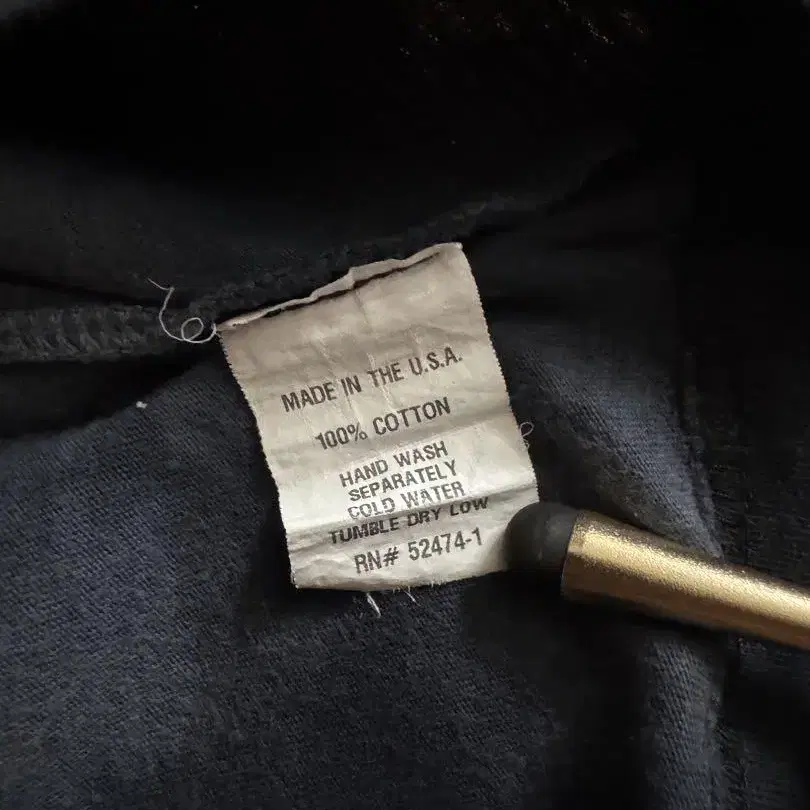 MADE IN THE U.S.A.
100% COTTON
HAND WASH
SEPARATELY
COLD WATER
TUMBLE DRY LOW
RN# 52474-1